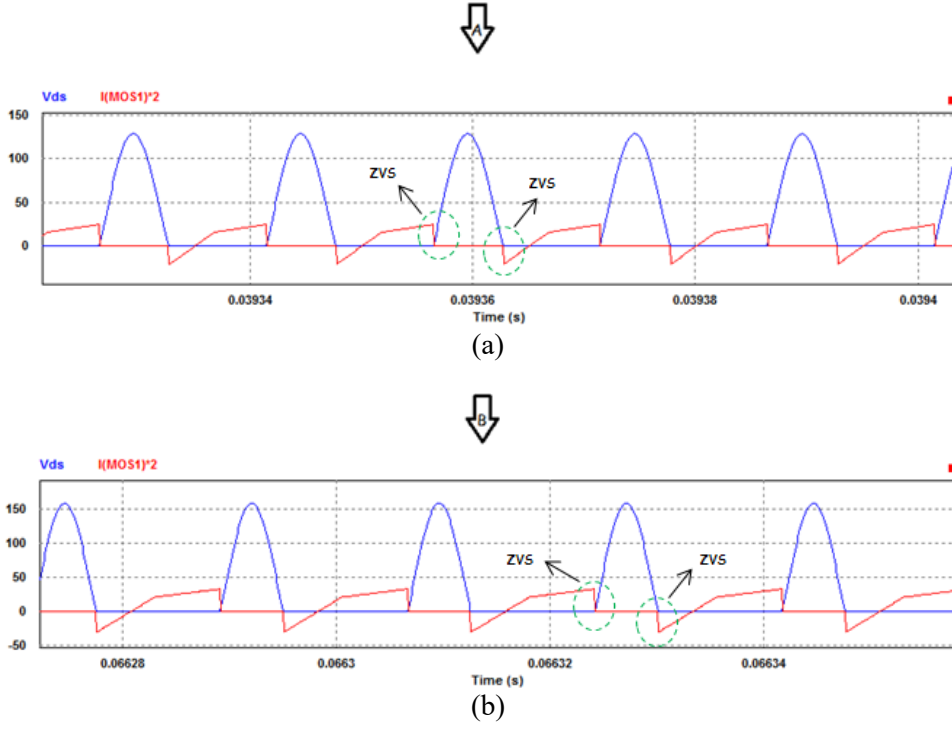 A
Vds I(MOS1)*2
150
100
50
0
ZVS
ZVS
0.03934 0.03936 0.03938 0.0394
Time (s)
(a)
B
Vds I(MOS1)*2
150
100
50
0
-50
ZVS
ZVS
0.06628 0.0663 0.06632 0.06634
Time (s)
(b)